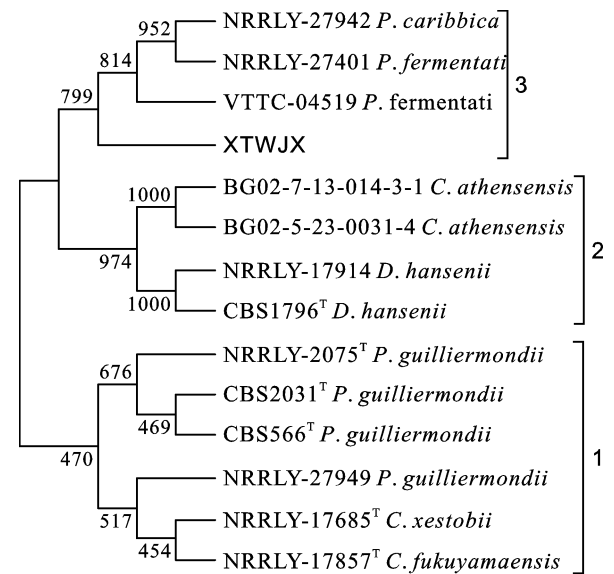 952 NRRLY-27942 P. caribbica
814 NRRLY-27401 P. fermentati
799 VTTC-04519 P. fermentati 3
XTWJX
1000 BG02-7-13-014-3-1 C. athensensis
974 BG02-5-23-0031-4 C. athensensis 2
NRRLY-17914 D. hansenii
1000 CBS1796ᵀ D. hansenii
676 NRRLY-2075ᵀ P. guilliermondii
CBS2031ᵀ P. guilliermondii
469 CBS566ᵀ P. guilliermondii
470 1
NRRLY-27949 P. guilliermondii
517 NRRLY-17685ᵀ C. xestobii
454 NRRLY-17857ᵀ C. fukuyamaensis